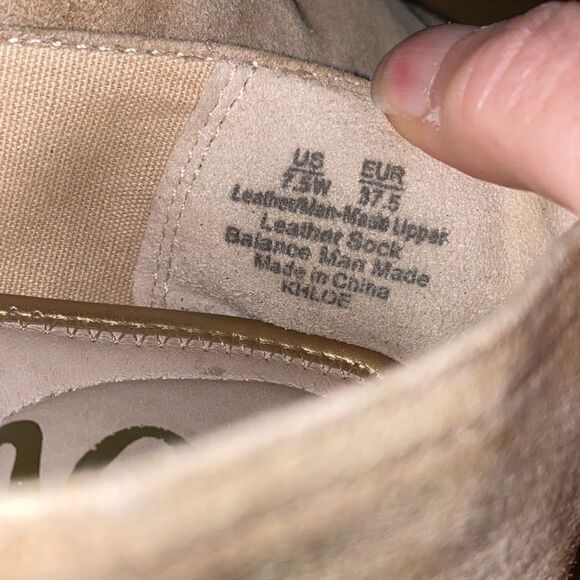 US EUR
7.5W 37.5
Leather/Man-Made Upper
Leather Sock
Balance Man Made
Made in China
KHLOE